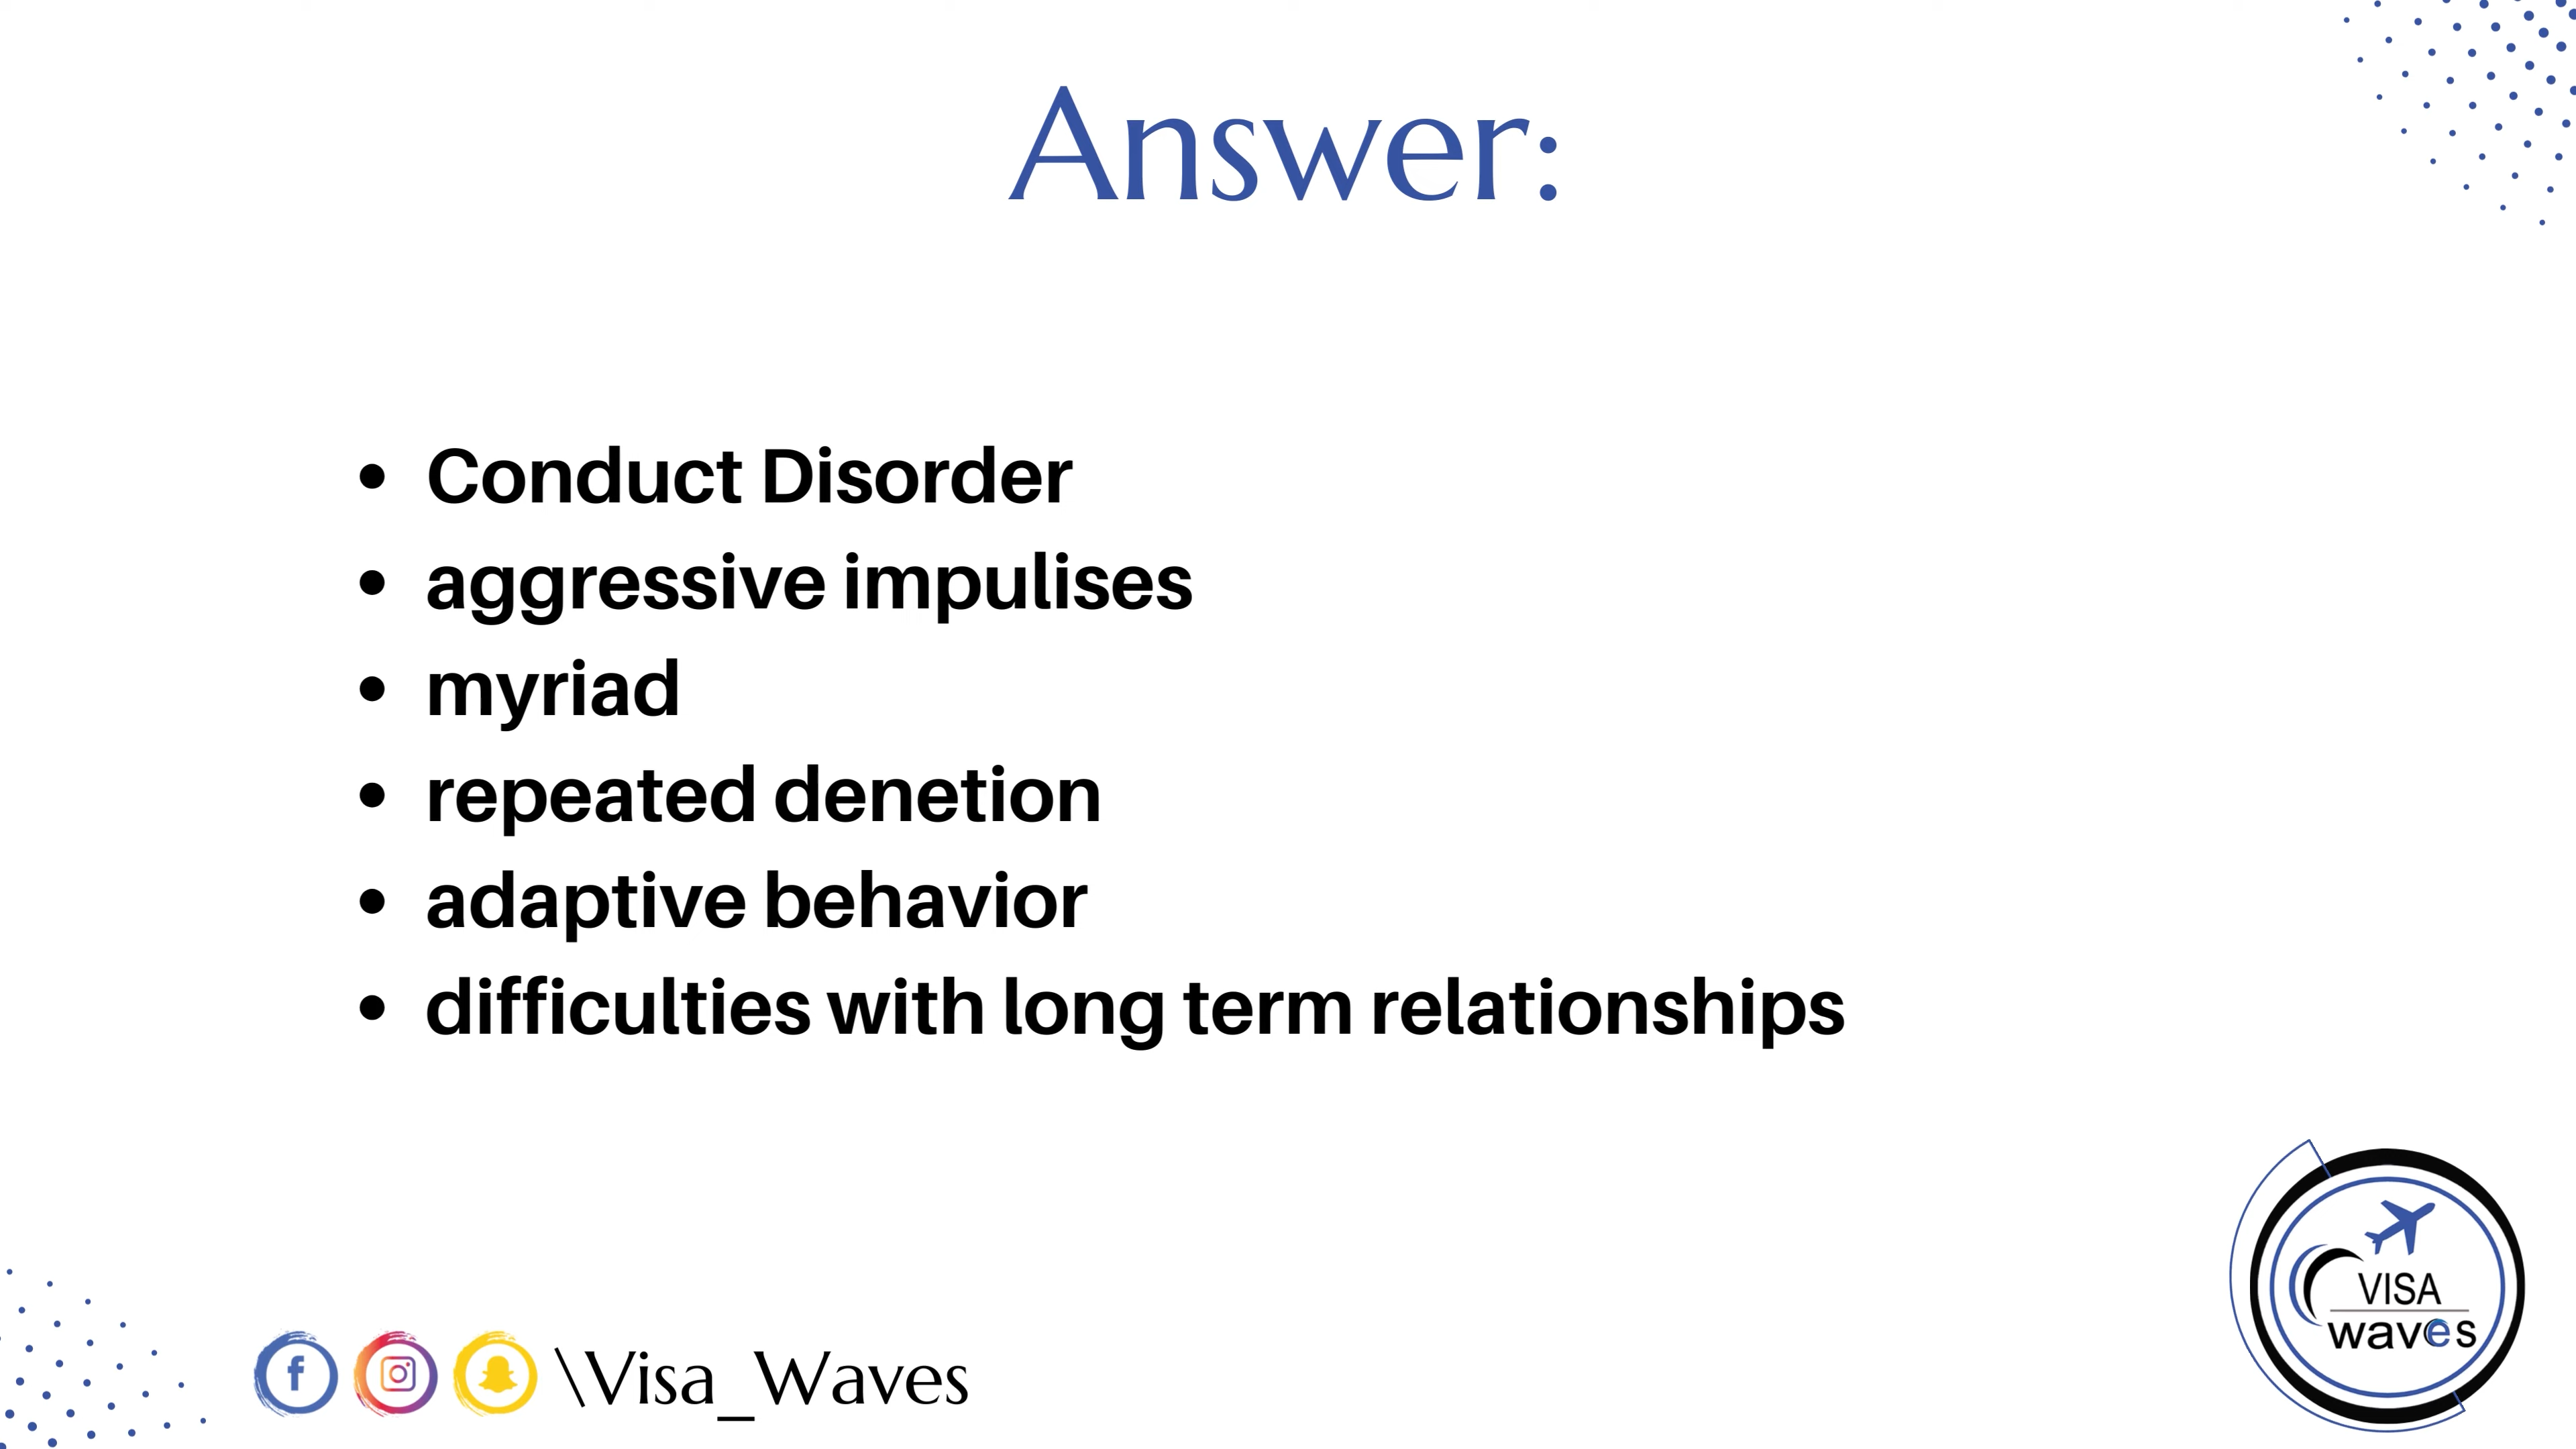 Answer:
• Conduct Disorder
• aggressive impulises
• myriad
• repeated denetion
• adaptive behavior
• difficulties with long term relationships
VISA
waves
\Visa_Waves